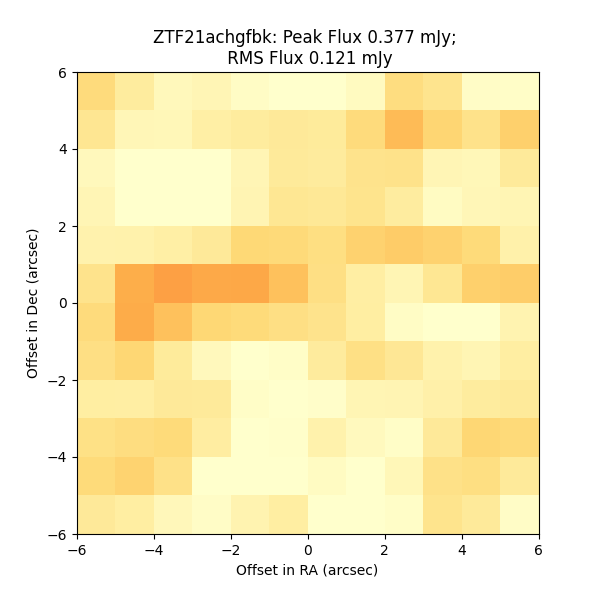 ZTF21achgfbk: Peak Flux 0.377 mJy;
RMS Flux 0.121 mJy
6
4
2
0
−2
−4
−6
Offset in Dec (arcsec)
−6 −4 −2 0 2 4 6
Offset in RA (arcsec)